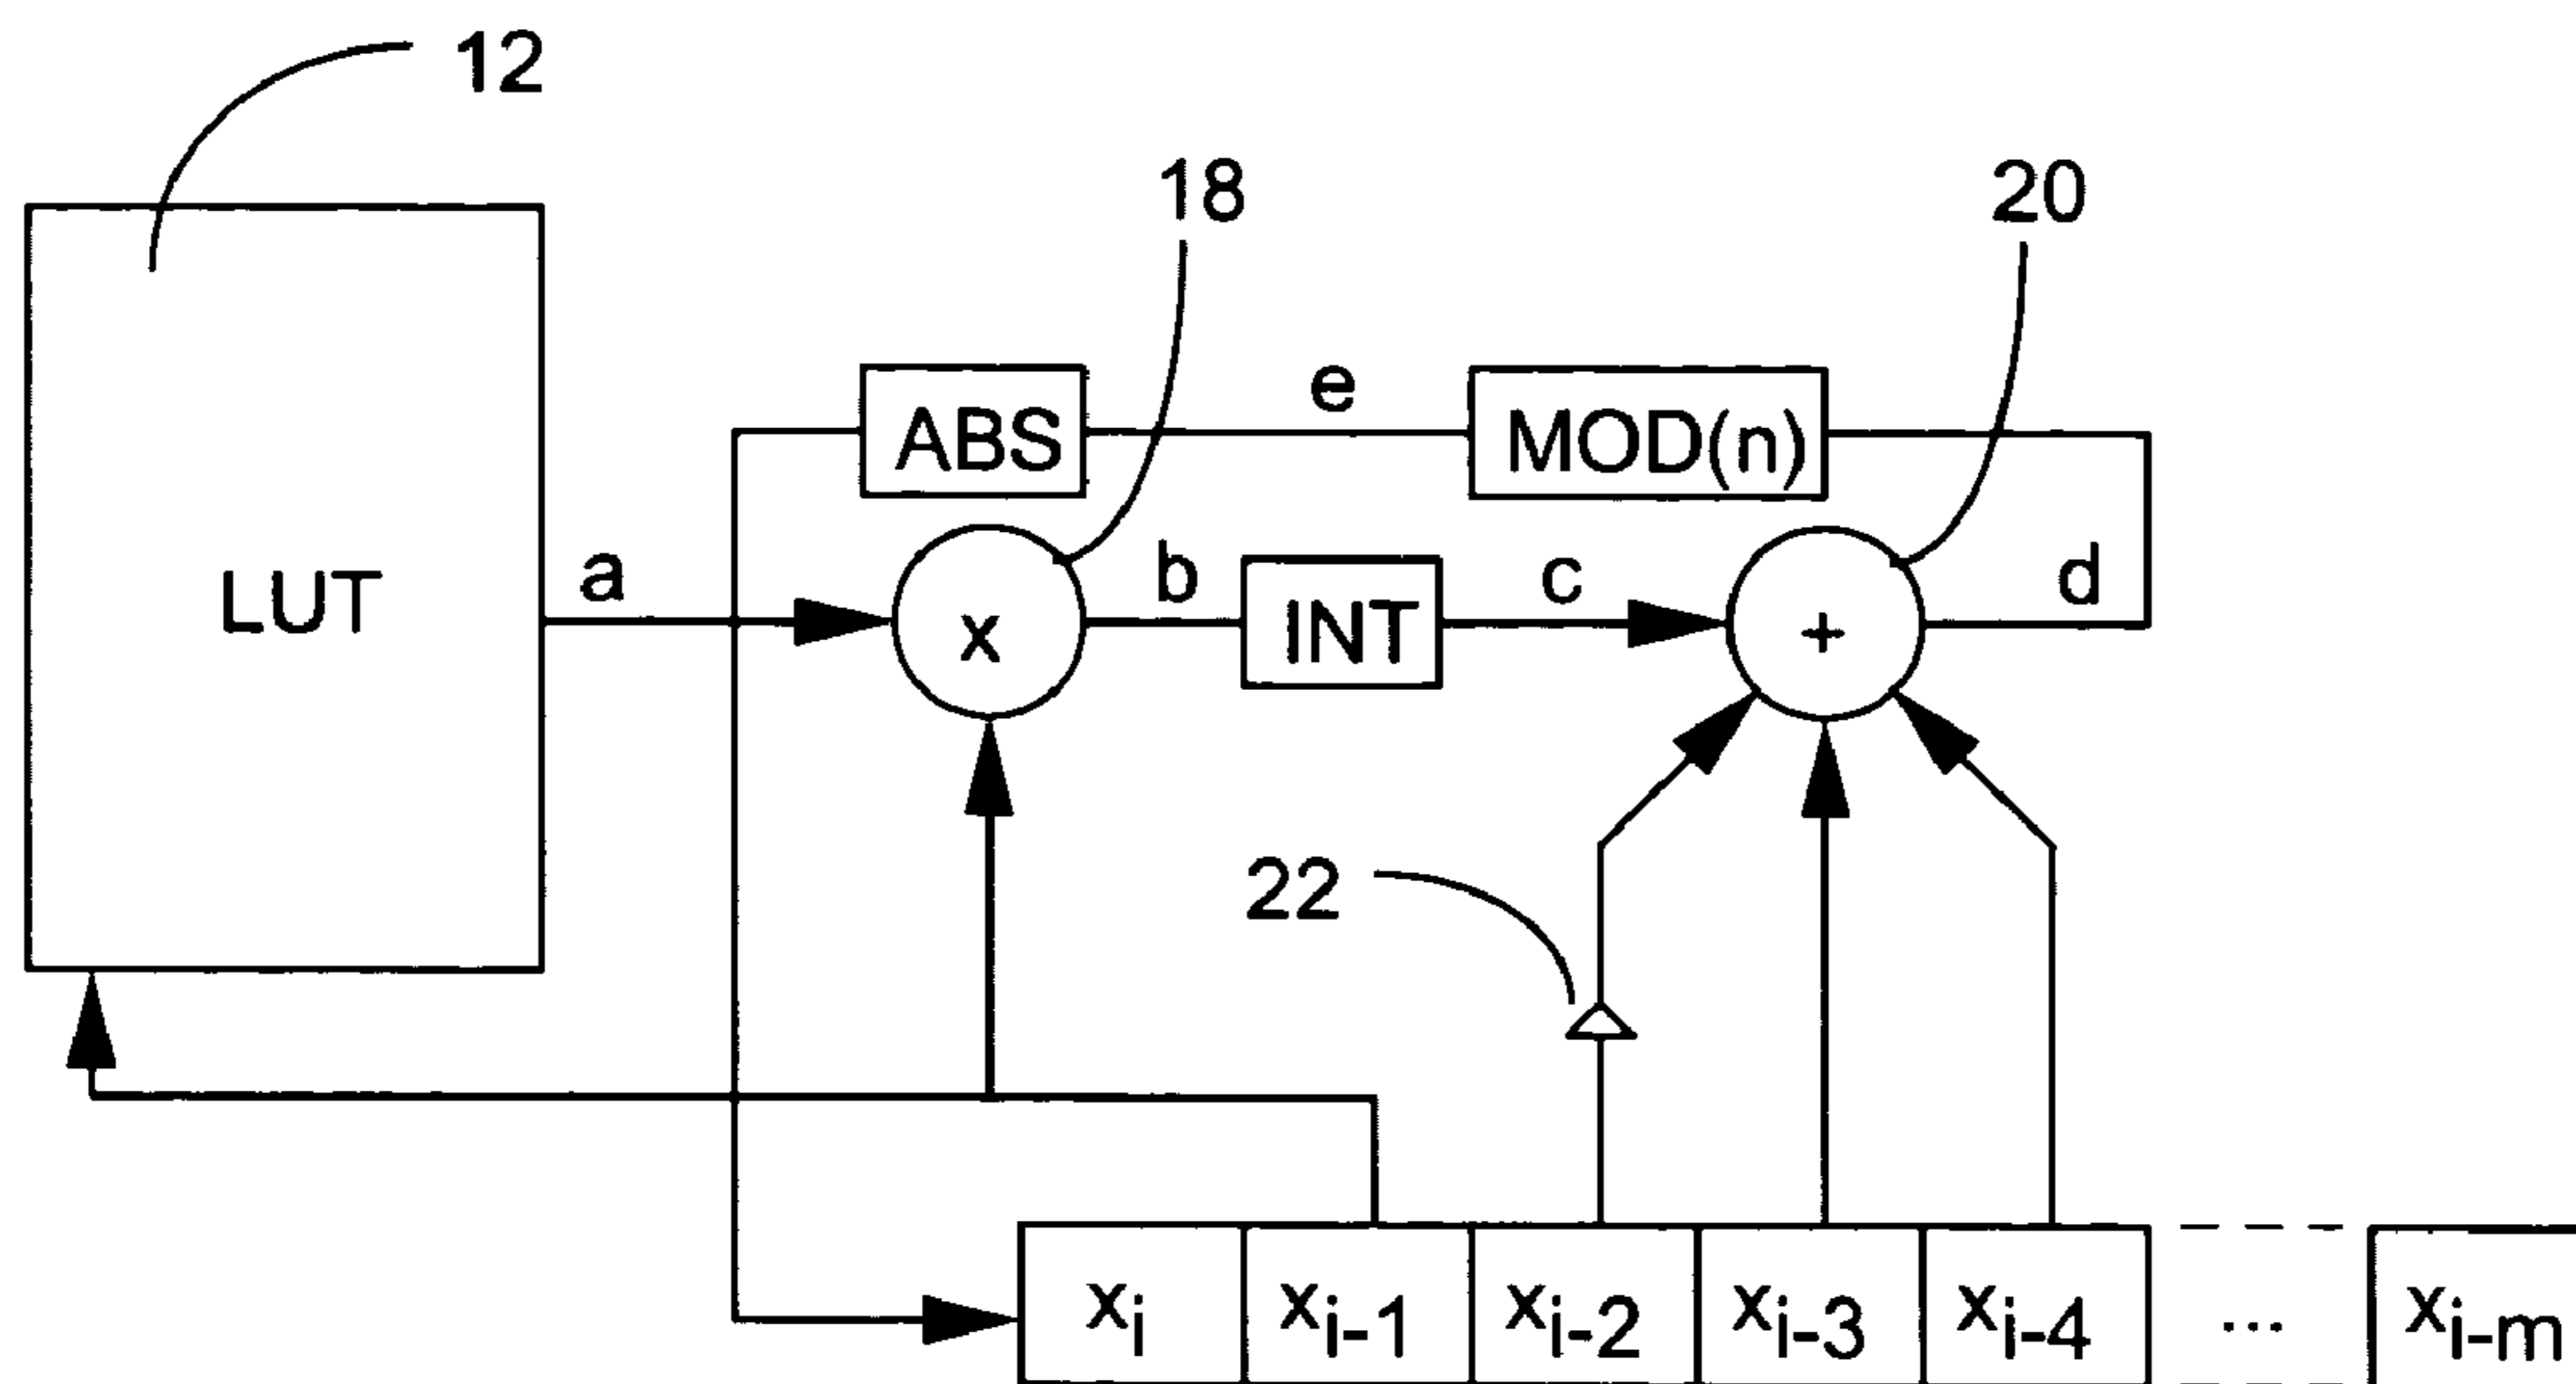 12
18
20
ABS
e
MOD(n)
LUT
a
x
b
INT
c
+
d
22
xi
xi-1
xi-2
xi-3
xi-4
...
xi-m